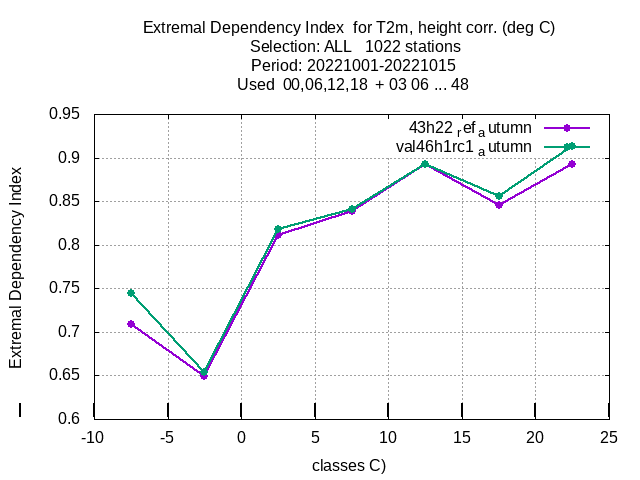 Extremal Dependency Index  for T2m, height corr. (deg C)
Selection: ALL   1022 stations
Period: 20221001-20221015
Used  00,06,12,18  + 03 06 ... 48
43h22 ref autumn
val46h1rc1 autumn
Extremal Dependency Index
0.95
0.9
0.85
0.8
0.75
0.7
0.65
0.6
-10 -5 0 5 10 15 20 25
classes C)